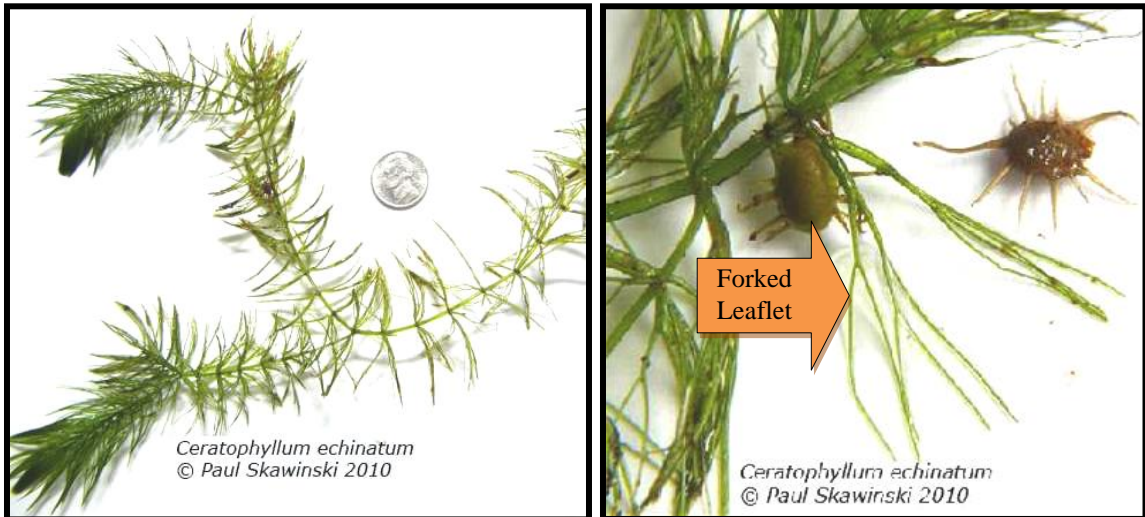 Ceratophyllum echinatum
© Paul Skawinski 2010
Forked
Leaflet
Ceratophyllum echinatum
© Paul Skawinski 2010